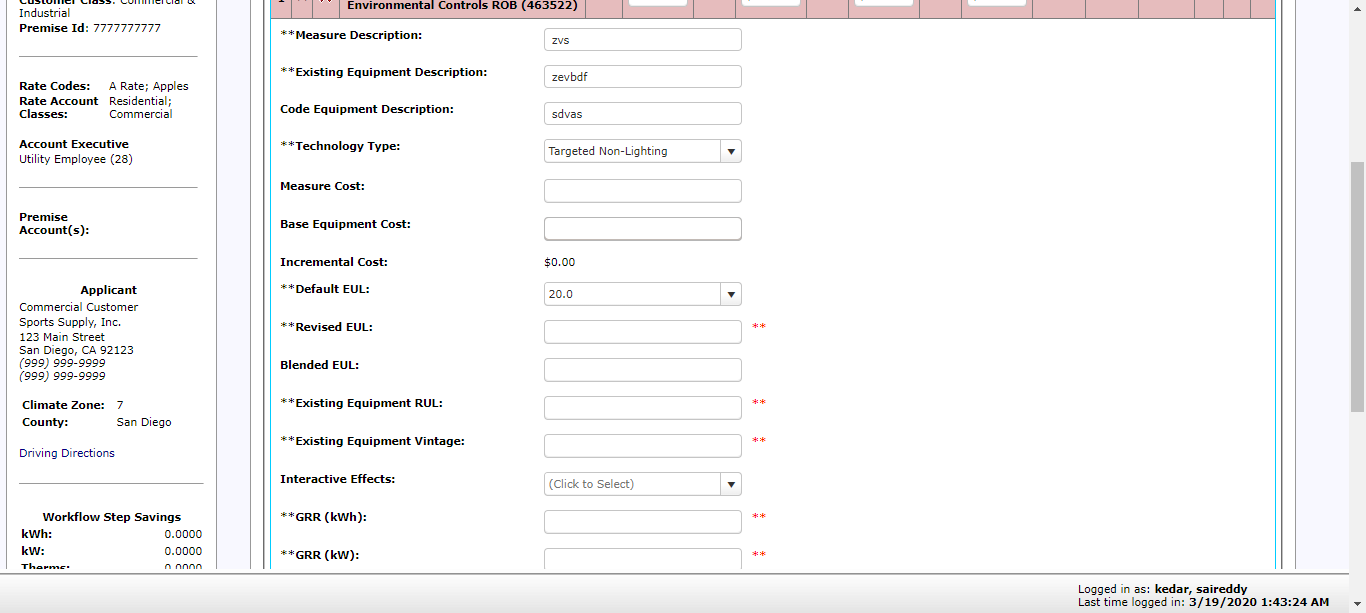 Customer Class: Commercial &
Industrial
Premise Id: 7777777777
Rate Codes: A Rate; Apples
Rate Account Residential;
Classes: Commercial
Account Executive
Utility Employee (28)
Premise
Account(s):
Applicant
Commercial Customer
Sports Supply, Inc.
123 Main Street
San Diego, CA 92123
(999) 999-9999
(999) 999-9999
Climate Zone: 7
County: San Diego
Driving Directions
Workflow Step Savings
kWh: 0.0000
kW: 0.0000
Therms: 0.0000
Environmental Controls ROB (463522)
**Measure Description: zvs
**Existing Equipment Description: zevbdf
Code Equipment Description: sdvas
**Technology Type: Targeted Non-Lighting
Measure Cost:
Base Equipment Cost:
Incremental Cost: $0.00
**Default EUL: 20.0
**Revised EUL: **
Blended EUL:
**Existing Equipment RUL: **
**Existing Equipment Vintage: **
Interactive Effects: (Click to Select)
**GRR (kWh): **
**GRR (kW): **
Logged in as: kedar, saireddy
Last time logged in: 3/19/2020 1:43:24 AM